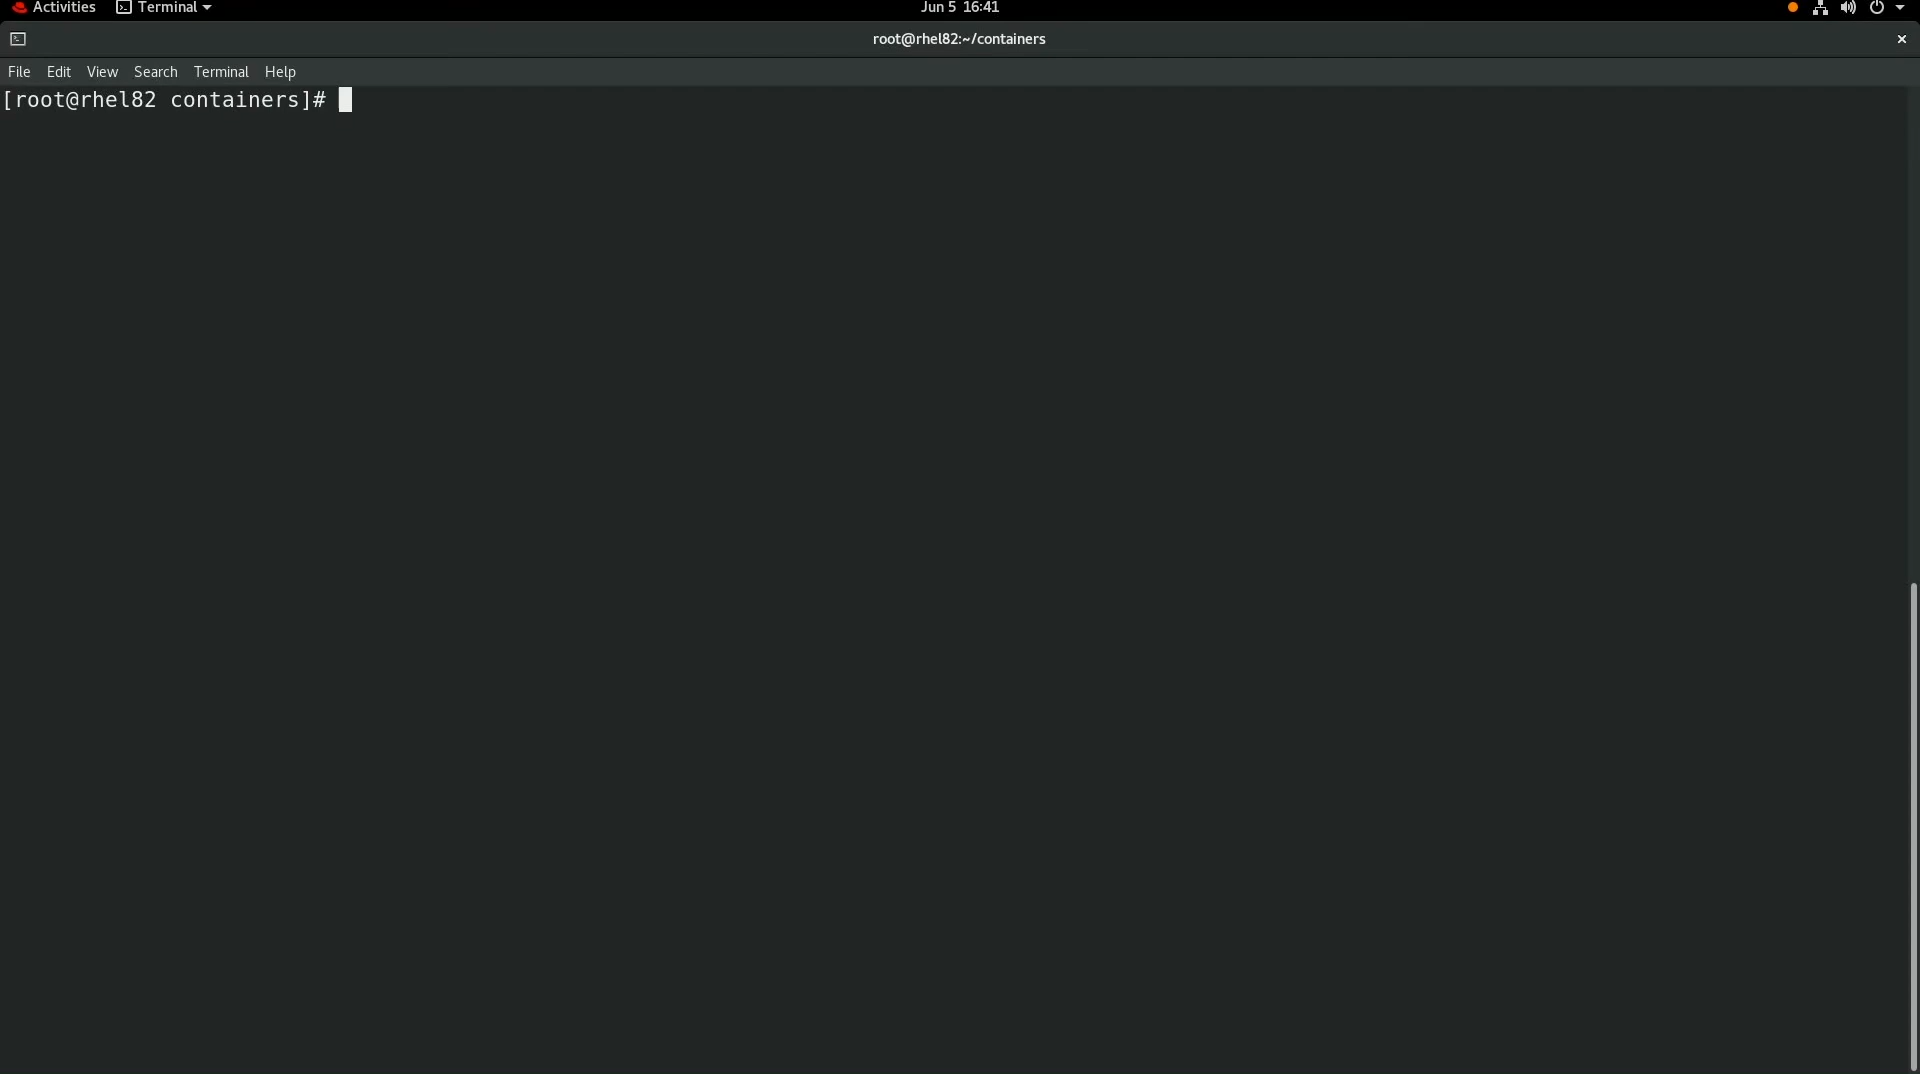 Activities Terminal Jun 5 16:41
root@rhel82:~/containers
File Edit View Search Terminal Help
[root@rhel82 containers]#